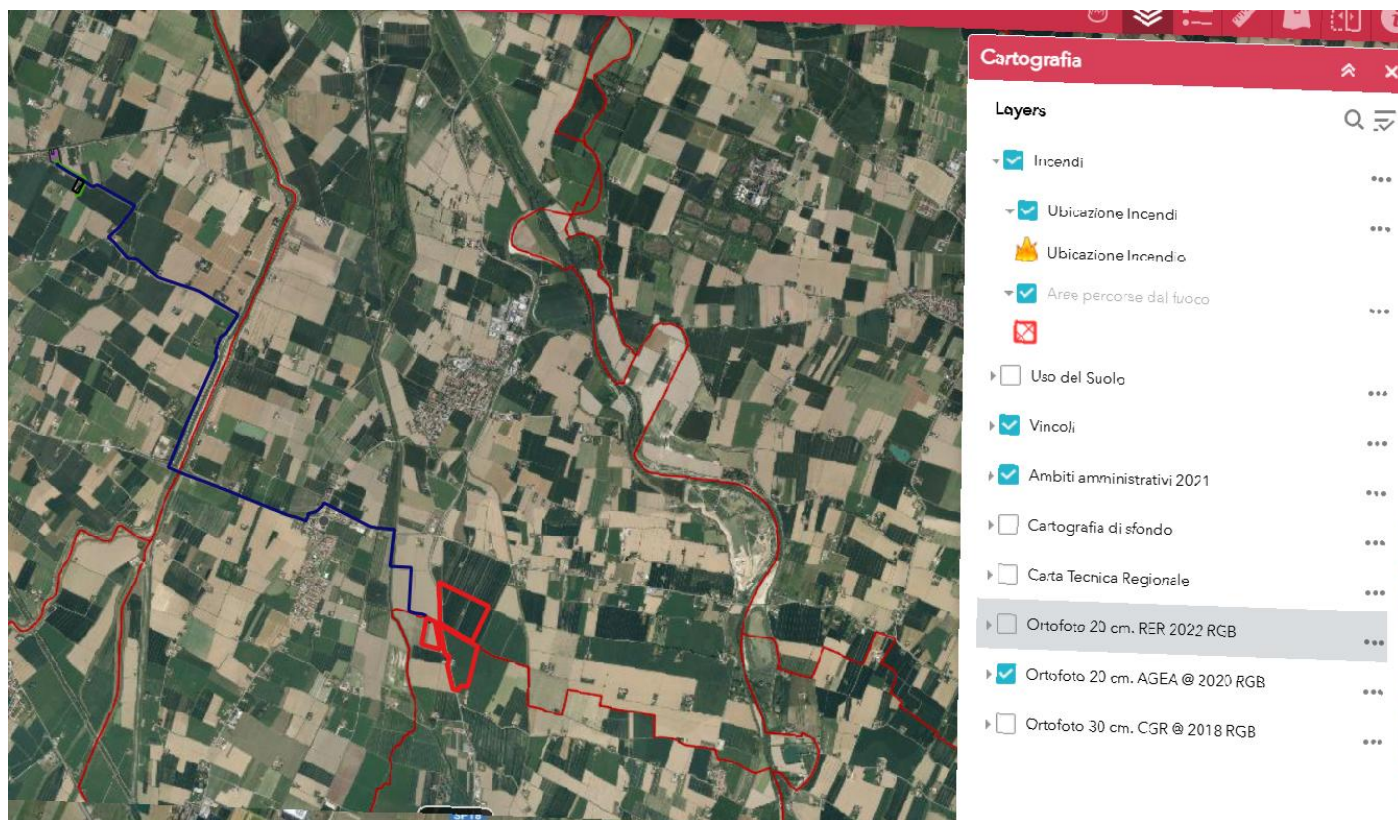 Cartografia
Layers
Incendi
Ubicazione Incendi
Ubicazione Incendio
Aree percorse dal fuoco
Uso del Suolo
Vincoli
Ambiti amministrativi 2021
Cartografia di sfondo
Carta Tecnica Regionale
Ortofoto 20 cm. RER 2022 RGB
Ortofoto 20 cm. AGEA @ 2020 RGB
Ortofoto 30 cm. CGR @ 2018 RGB